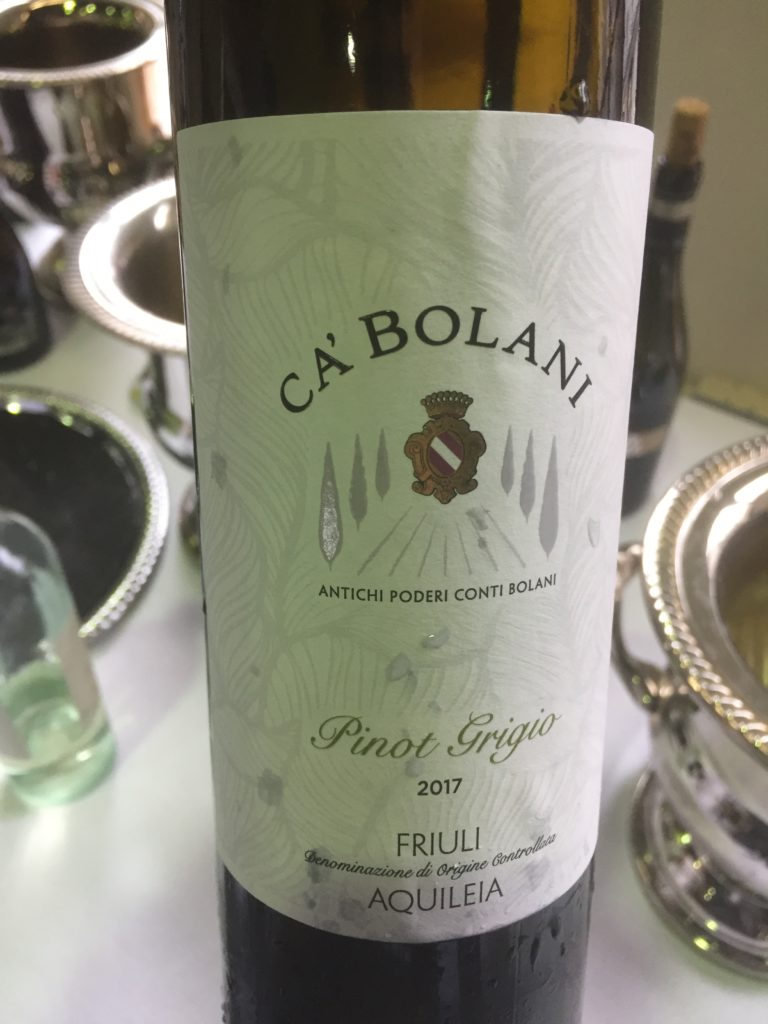 CA' BOLANI
ANTICHI PODERI CONTI BOLANI
Pinot Grigio
2017
FRIULI
Denominazione di Origine Controllata
AQUILEIA